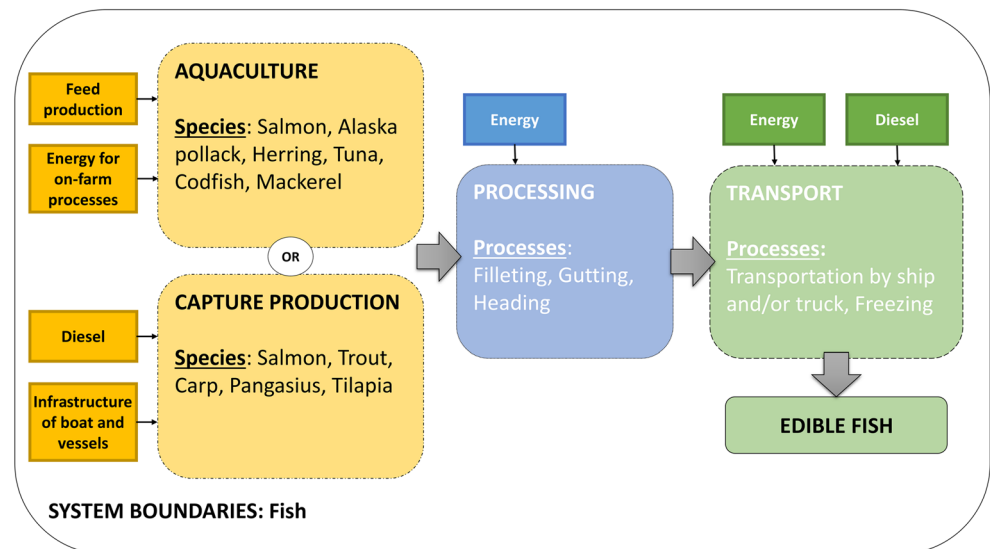 Feed
production
Energy for
on-farm
processes
AQUACULTURE
Species: Salmon, Alaska
pollack, Herring, Tuna,
Codfish, Mackerel
OR
Diesel
Infrastructure
of boat and
vessels
CAPTURE PRODUCTION
Species: Salmon, Trout,
Carp, Pangasius, Tilapia
Energy
PROCESSING
Processes:
Filleting, Gutting,
Heading
Energy
Diesel
TRANSPORT
Processes:
Transportation by ship
and/or truck, Freezing
EDIBLE FISH
SYSTEM BOUNDARIES: Fish